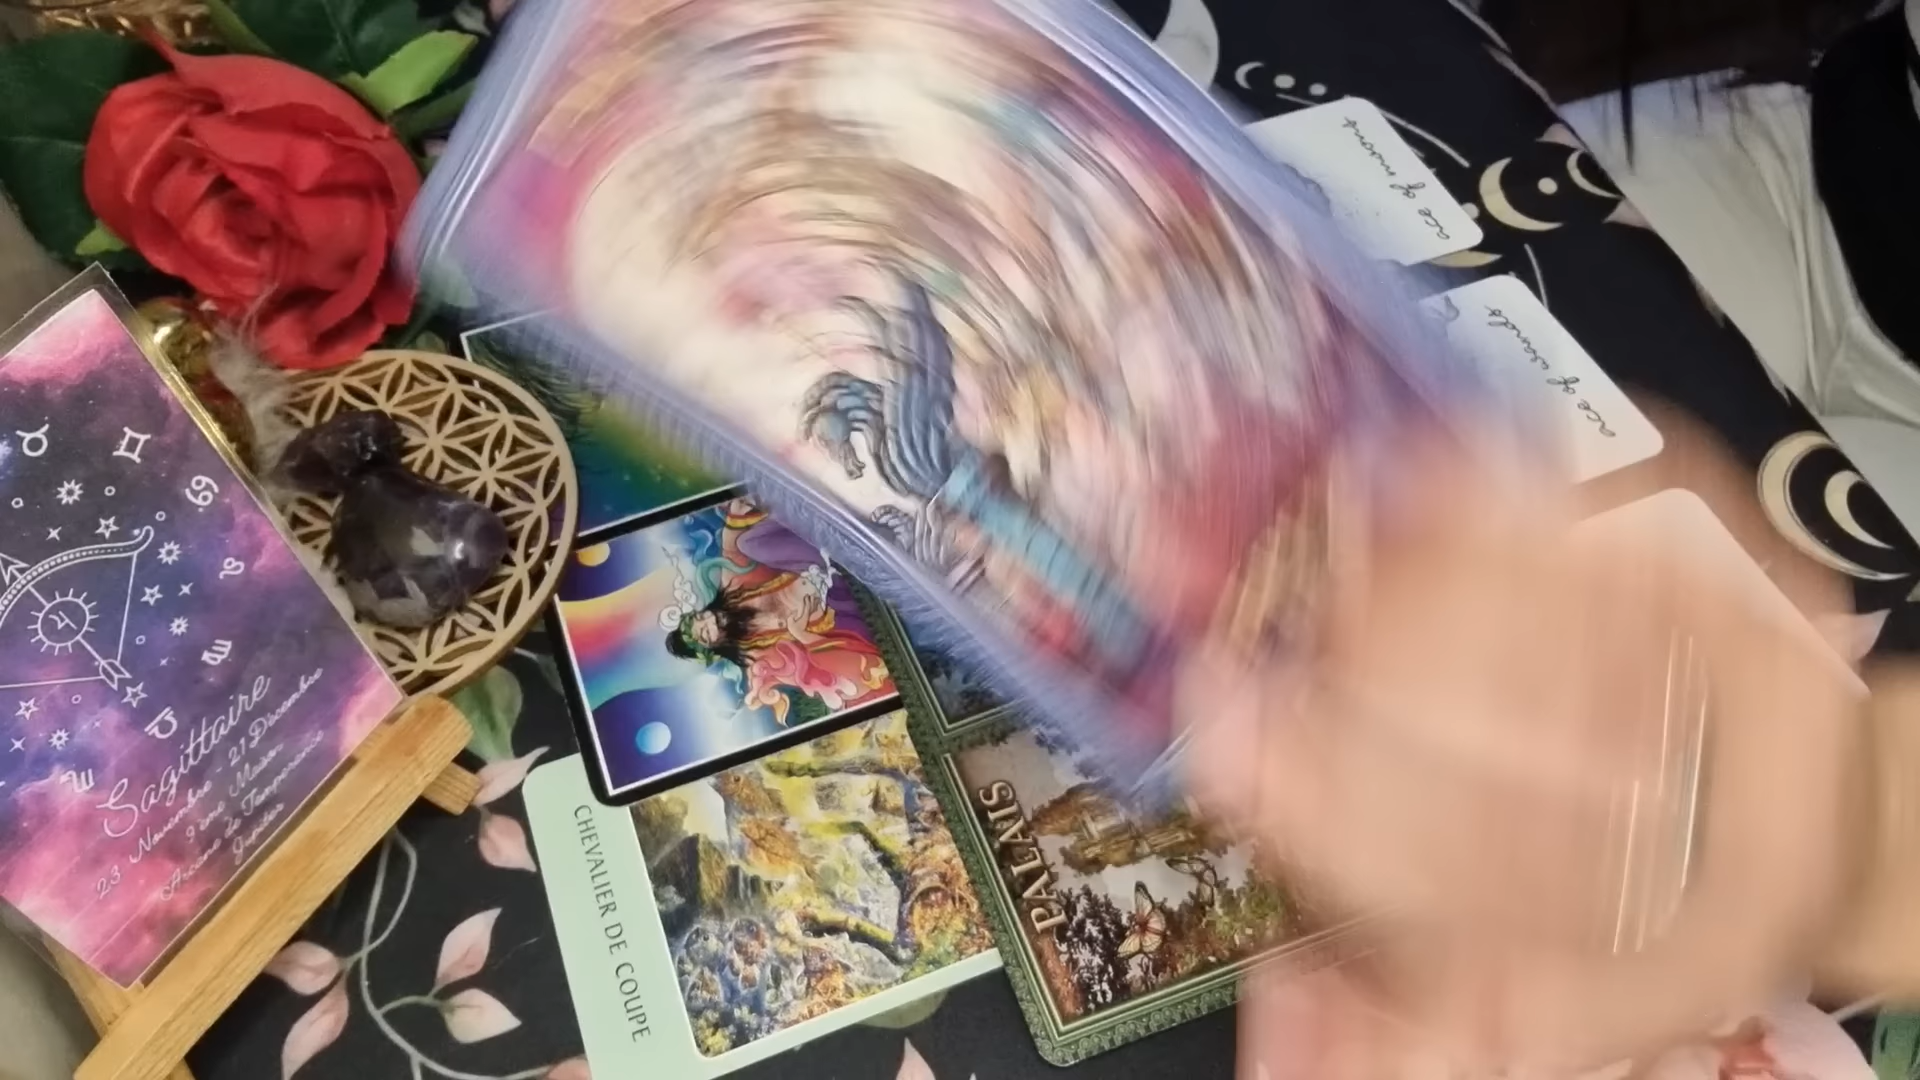 Sagittaire
23 Novembre - 21 Décembre
9ème Maison
Arcane de Tempérance
Jupiter
CHEVALIER DE COUPE
PALAIS
ace of moons
ace of wands